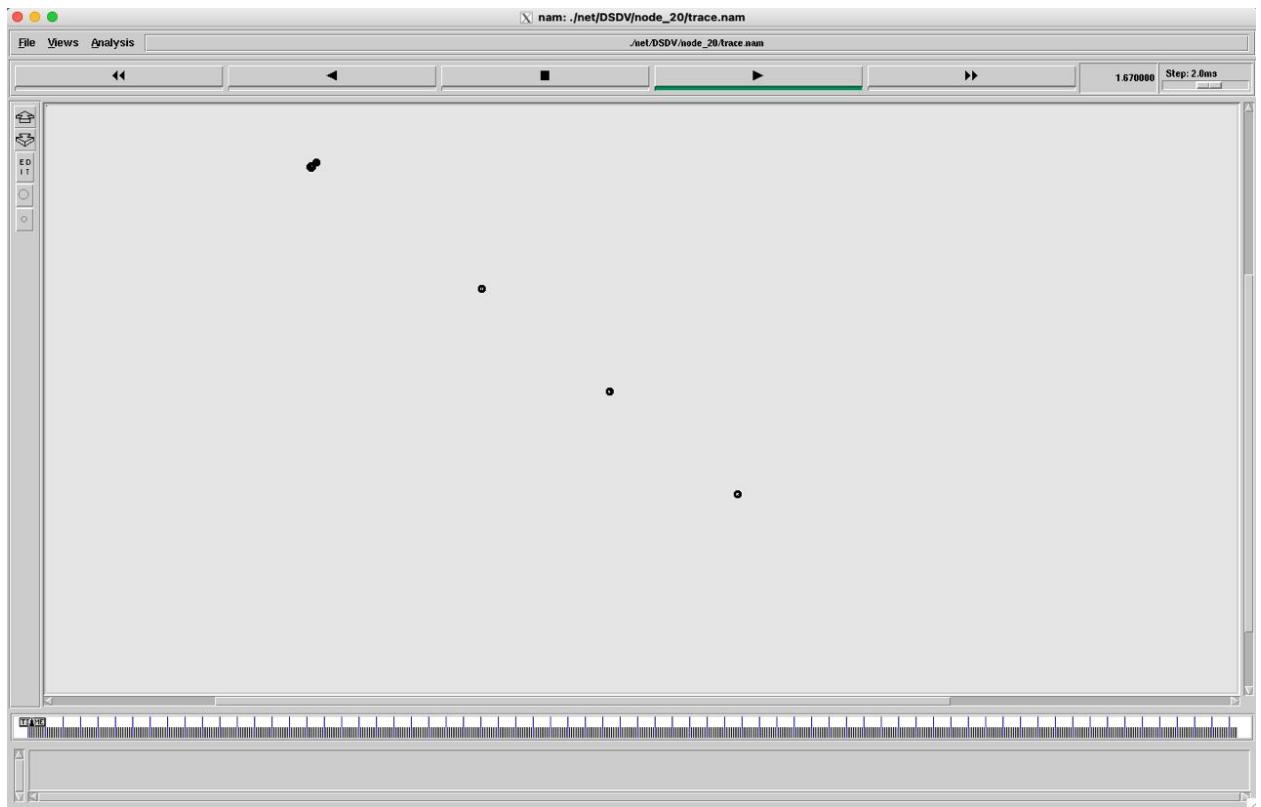 nam: ./net/DSDV/node_20/trace.nam
File Views Analysis ./net/DSDV/node_20/trace.nam
1.670000 Step: 2.0ms
E D
I T
TIME